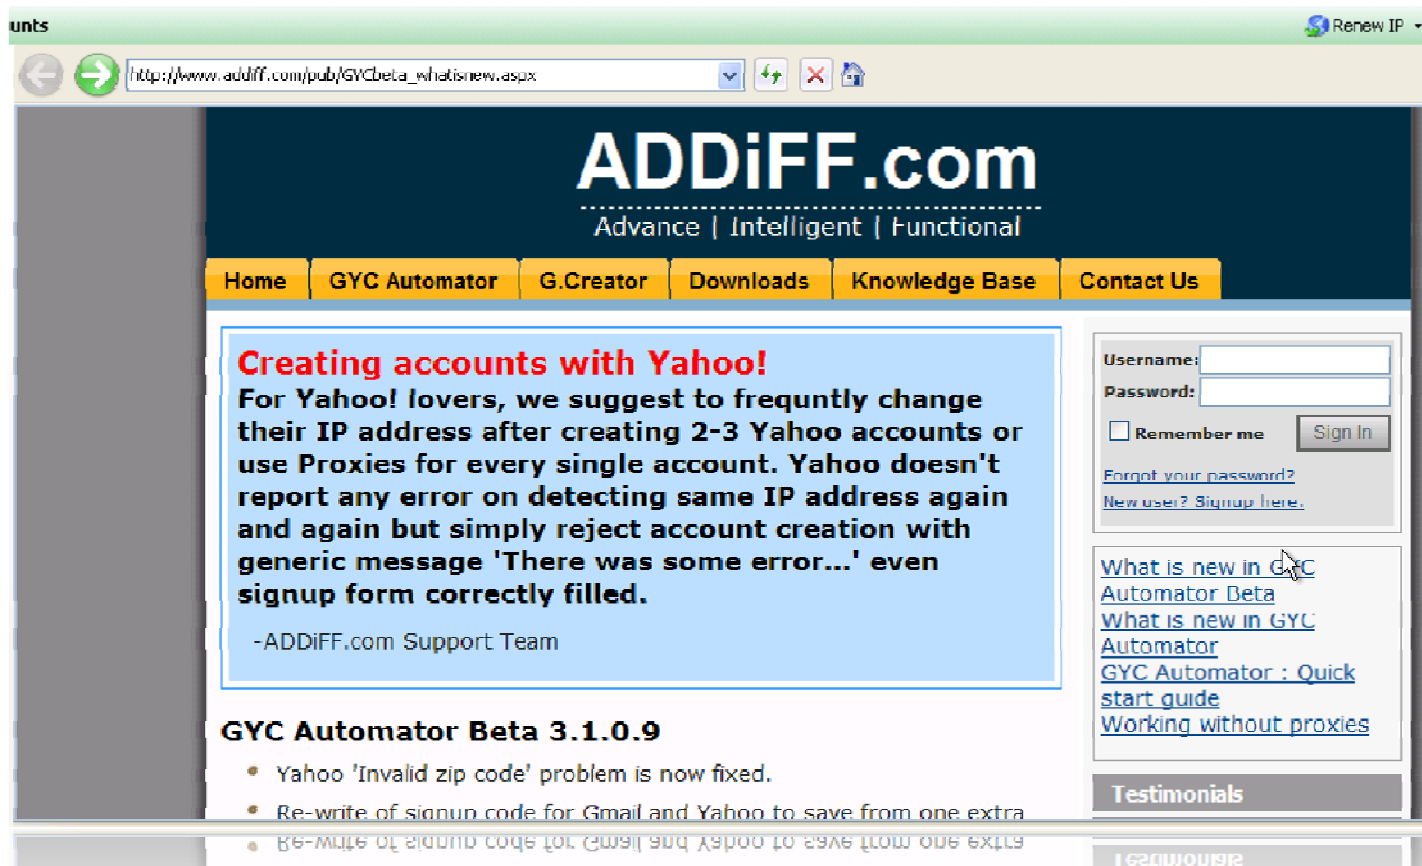 unts
Renew IP
http://www.addiff.com/pub/GYCbeta_whatisnew.aspx
ADDiFF.com
Advance | Intelligent | Functional
Home
GYC Automator
G.Creator
Downloads
Knowledge Base
Contact Us
Creating accounts with Yahoo!
For Yahoo! lovers, we suggest to frequntly change
their IP address after creating 2-3 Yahoo accounts or
use Proxies for every single account. Yahoo doesn't
report any error on detecting same IP address again
and again but simply reject account creation with
generic message 'There was some error...' even
signup form correctly filled.
-ADDiFF.com Support Team
GYC Automator Beta 3.1.0.9
Yahoo 'Invalid zip code' problem is now fixed.
Re-write of signup code for Gmail and Yahoo to save from one extra
Username:
Password:
Remember me
Sign In
Forgot your password?
New user? Signup here.
What is new in GYC
Automator Beta
What is new in GYC
Automator
GYC Automator : Quick
start guide
Working without proxies
Testimonials